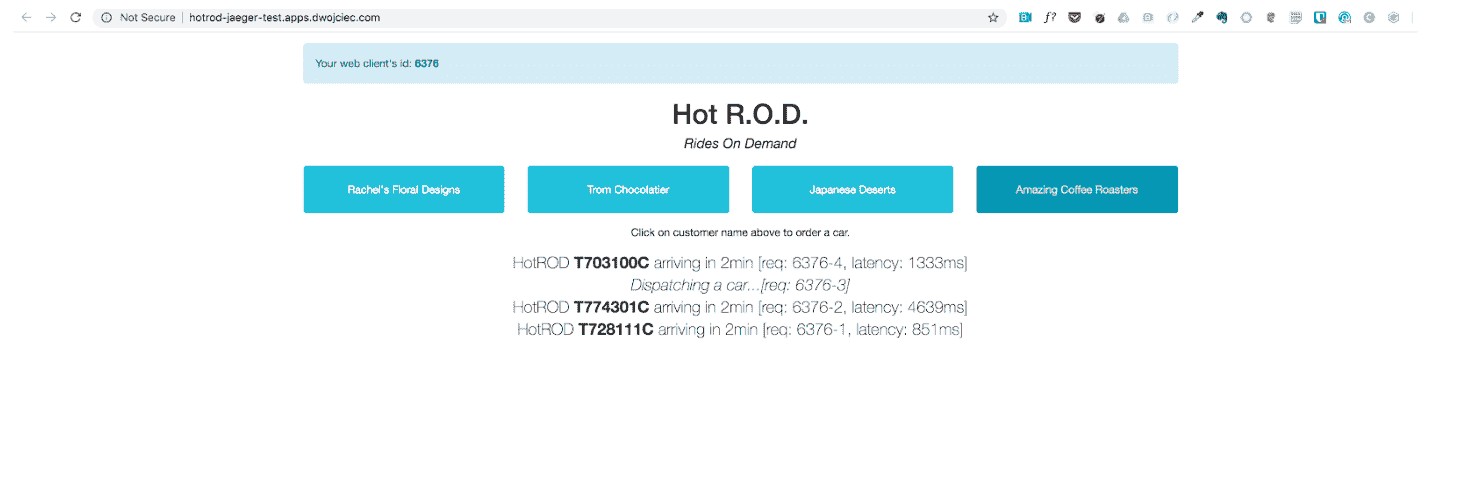 Not Secure | hotrod-jaeger-test.apps.dwojciec.com
f?
Your web client's id: 6376
Hot R.O.D.
Rides On Demand
Rachel's Floral Designs
Trom Chocolatier
Japanese Deserts
Amazing Coffee Roasters
Click on customer name above to order a car.
HotROD T703100C arriving in 2min [req: 6376-4, latency: 1333ms]
Dispatching a car...[req: 6376-3]
HotROD T774301C arriving in 2min [req: 6376-2, latency: 4639ms]
HotROD T728111C arriving in 2min [req: 6376-1, latency: 851ms]